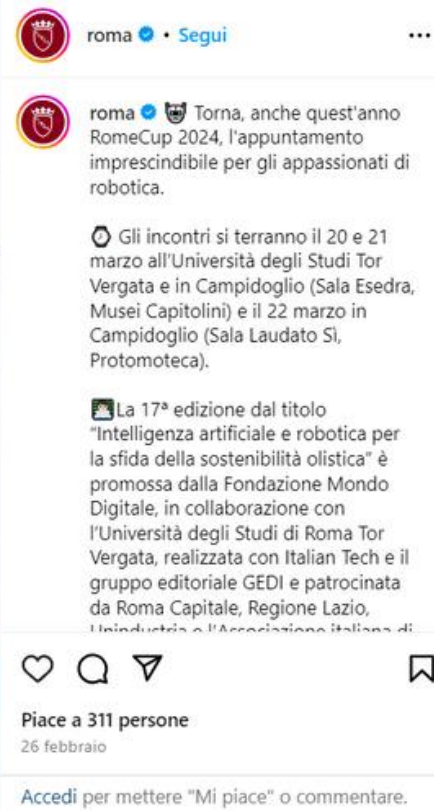 roma • Segui
roma Torna, anche quest'anno
RomeCup 2024, l'appuntamento
imprescindibile per gli appassionati di
robotica.
Gli incontri si terranno il 20 e 21
marzo all'Università degli Studi Tor
Vergata e in Campidoglio (Sala Esedra,
Musei Capitolini) e il 22 marzo in
Campidoglio (Sala Laudato Sì,
Protomoteca).
La 17ª edizione dal titolo
"Intelligenza artificiale e robotica per
la sfida della sostenibilità olistica" è
promossa dalla Fondazione Mondo
Digitale, in collaborazione con
l'Università degli Studi di Roma Tor
Vergata, realizzata con Italian Tech e il
gruppo editoriale GEDI e patrocinata
da Roma Capitale, Regione Lazio,
Unindustria e l'Associazione italiana di
Piace a 311 persone
26 febbraio
Accedi per mettere "Mi piace" o commentare.